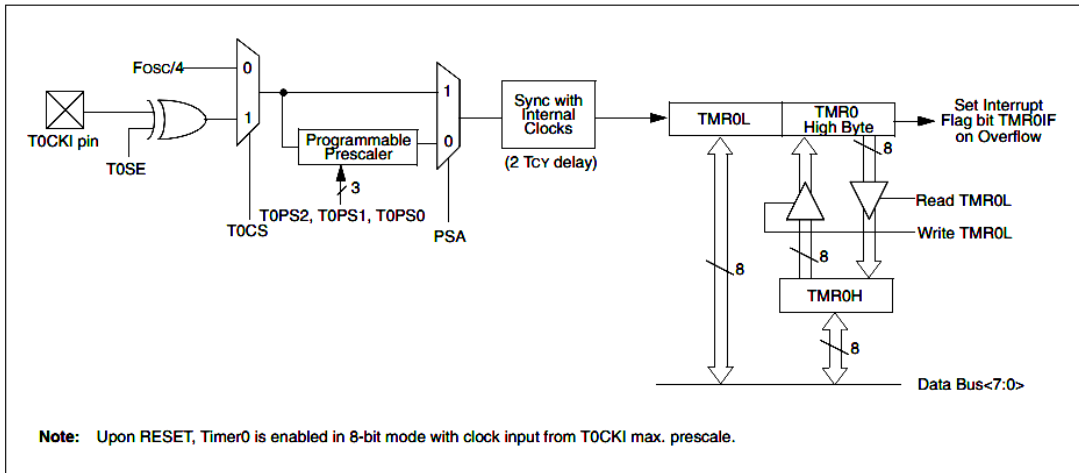 Fosc/4
0
1
T0CKI pin
T0SE
T0CS
Programmable
Prescaler
3
T0PS2, T0PS1, T0PS0
1
0
PSA
Sync with
Internal
Clocks
(2 TCY delay)
TMR0L
TMR0
High Byte
Set Interrupt
Flag bit TMR0IF
on Overflow
8
Read TMR0L
Write TMR0L
8
8
TMR0H
8
Data Bus<7:0>
Note: Upon RESET, Timer0 is enabled in 8-bit mode with clock input from T0CKI max. prescale.